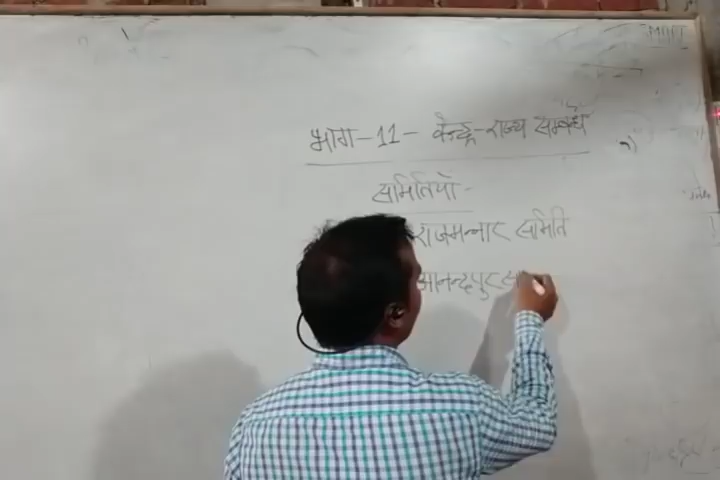 भाग-11- केन्द्र-राज्य सम्बंध
समितियाँ-
राजमन्नार समिति
आनन्दपुर सा